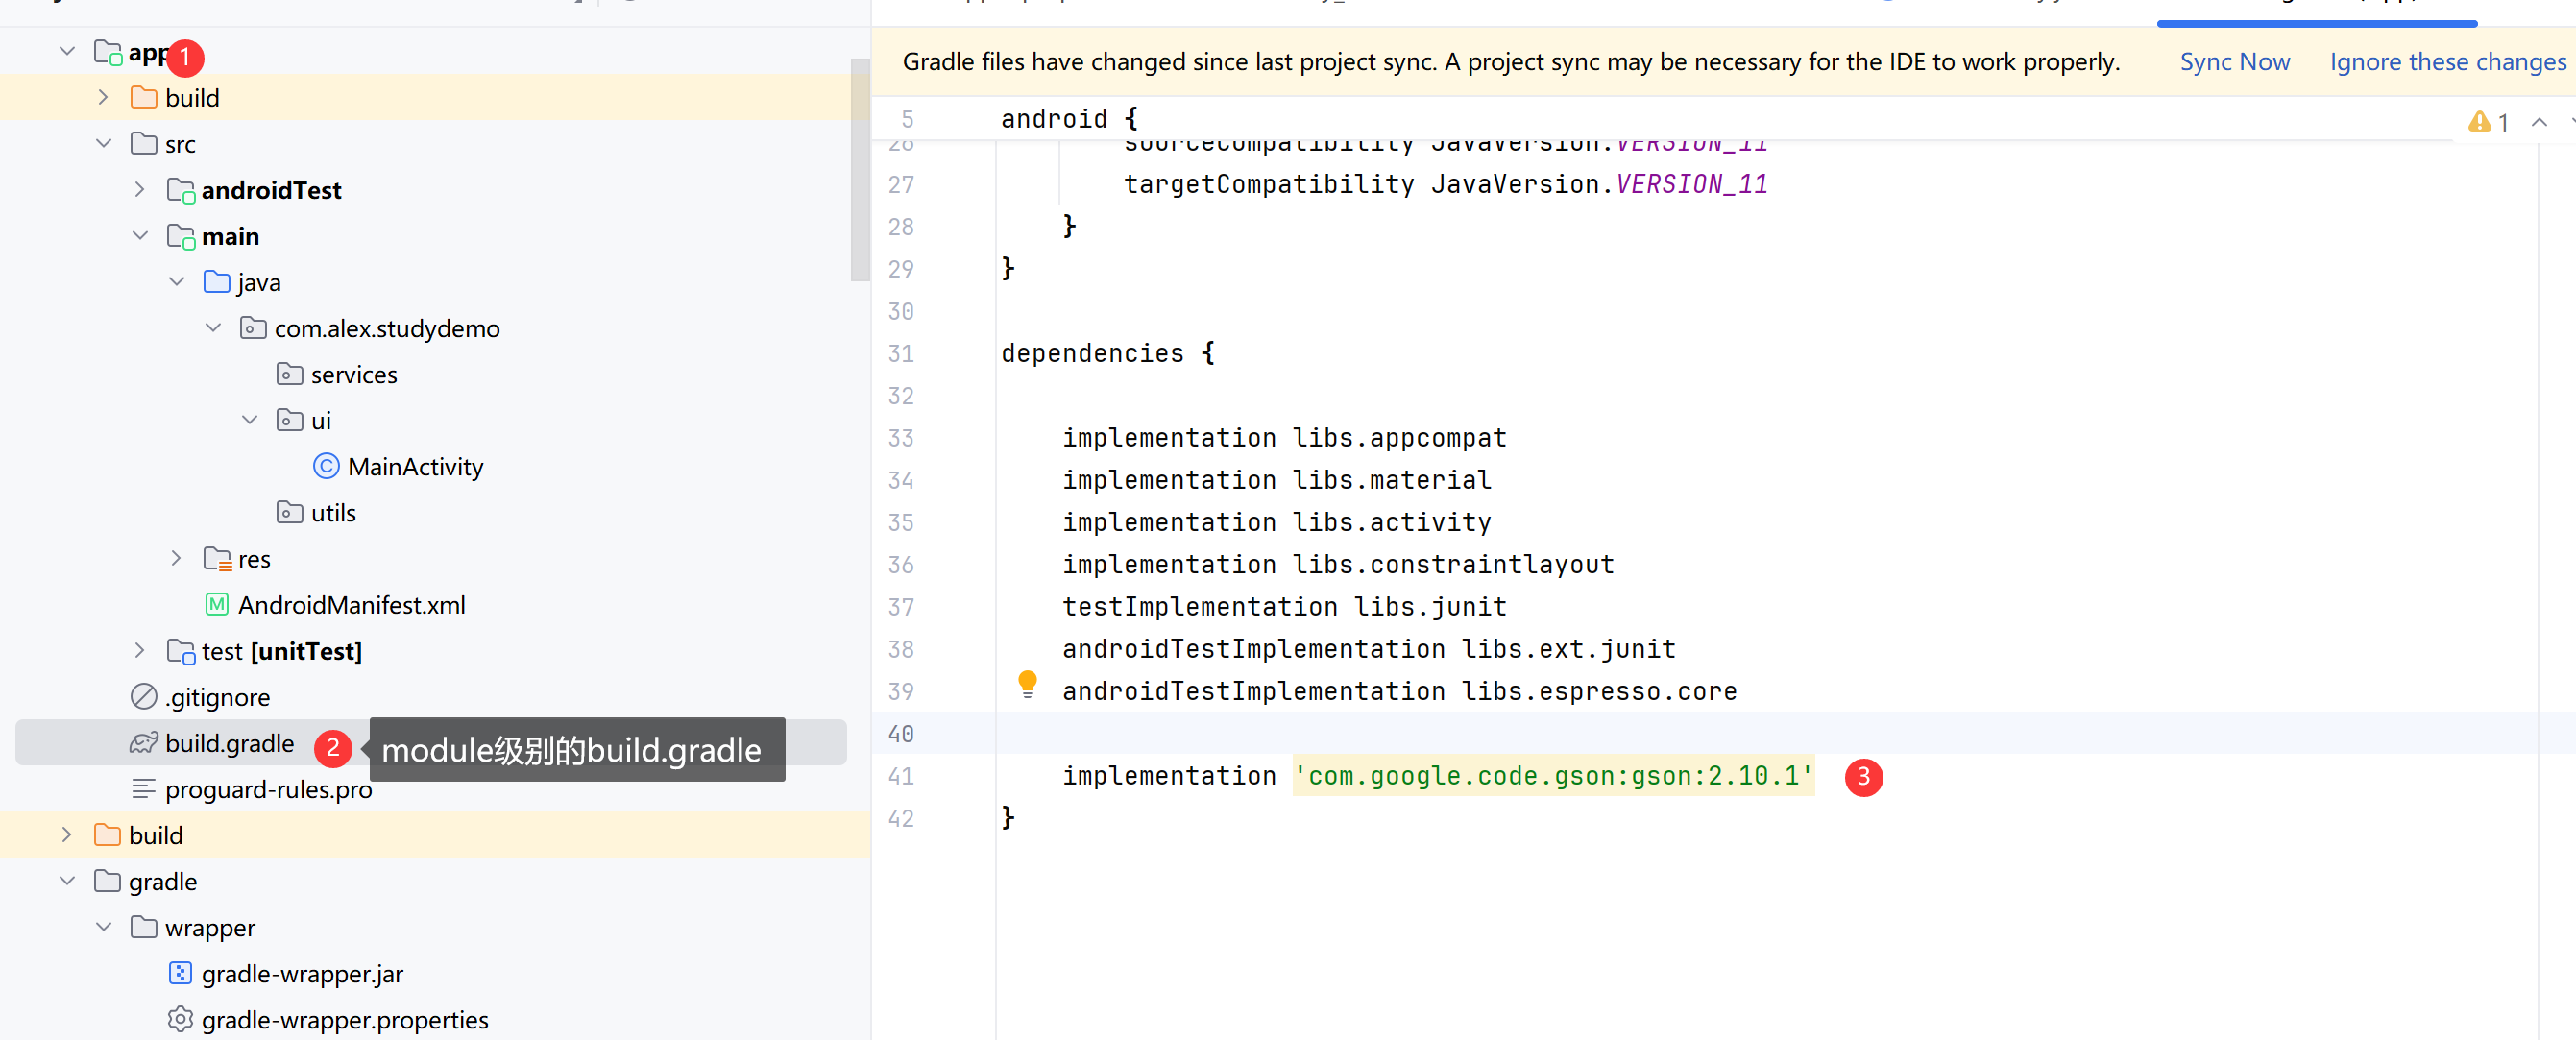 app 1
build
src
androidTest
main
java
com.alex.studydemo
services
ui
MainActivity
utils
res
AndroidManifest.xml
test [unitTest]
.gitignore
build.gradle 2 module级别的build.gradle
proguard-rules.pro
build
gradle
wrapper
gradle-wrapper.jar
gradle-wrapper.properties
Gradle files have changed since last project sync. A project sync may be necessary for the IDE to work properly. Sync Now Ignore these changes
5 android { 1
26 sourceCompatibility JavaVersion.VERSION_11
27 targetCompatibility JavaVersion.VERSION_11
28 }
29 }
30
31 dependencies {
32
33 implementation libs.appcompat
34 implementation libs.material
35 implementation libs.activity
36 implementation libs.constraintlayout
37 testImplementation libs.junit
38 androidTestImplementation libs.ext.junit
39 androidTestImplementation libs.espresso.core
40
41 implementation 'com.google.code.gson:gson:2.10.1' 3
42 }